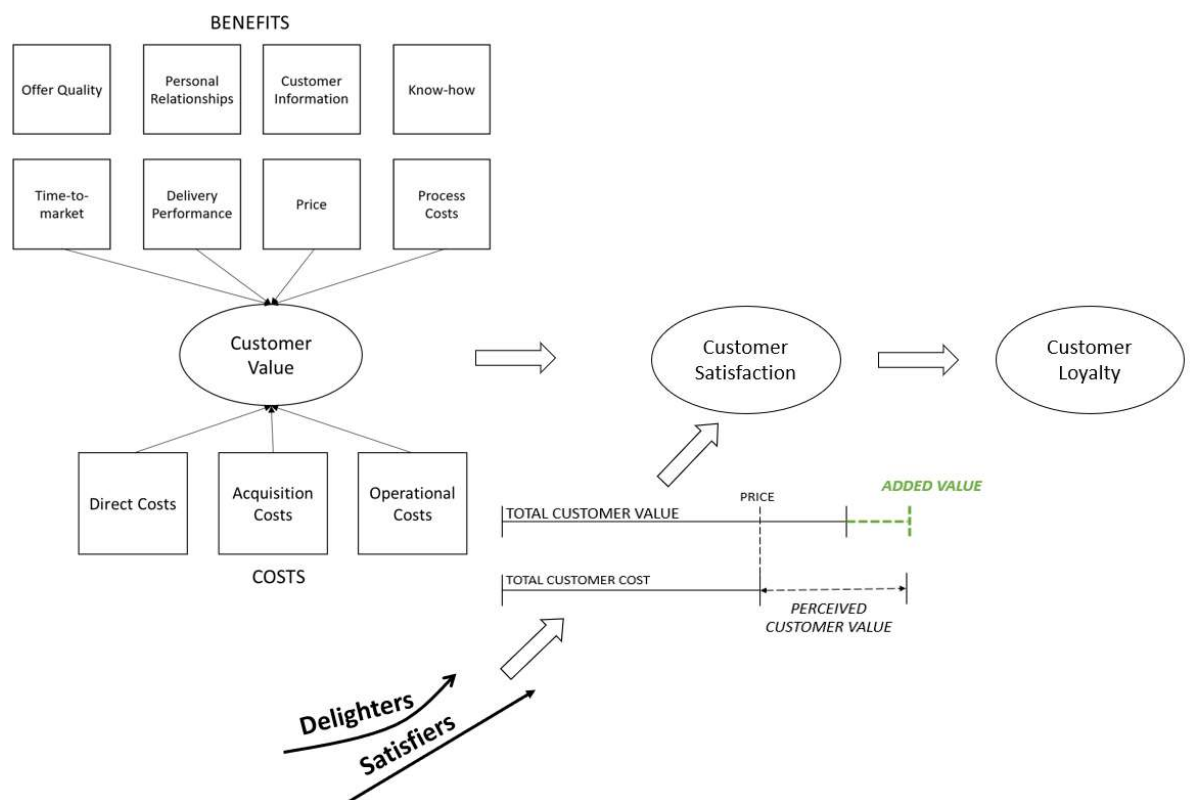 BENEFITS
Offer Quality
Personal
Relationships
Customer
Information
Know-how
Time-to-
market
Delivery
Performance
Price
Process
Costs
Customer
Value
Customer
Satisfaction
Customer
Loyalty
Direct Costs
Acquisition
Costs
Operational
Costs
COSTS
ADDED VALUE
PRICE
TOTAL CUSTOMER VALUE
TOTAL CUSTOMER COST
PERCEIVED
CUSTOMER VALUE
Delighters
Satisfiers